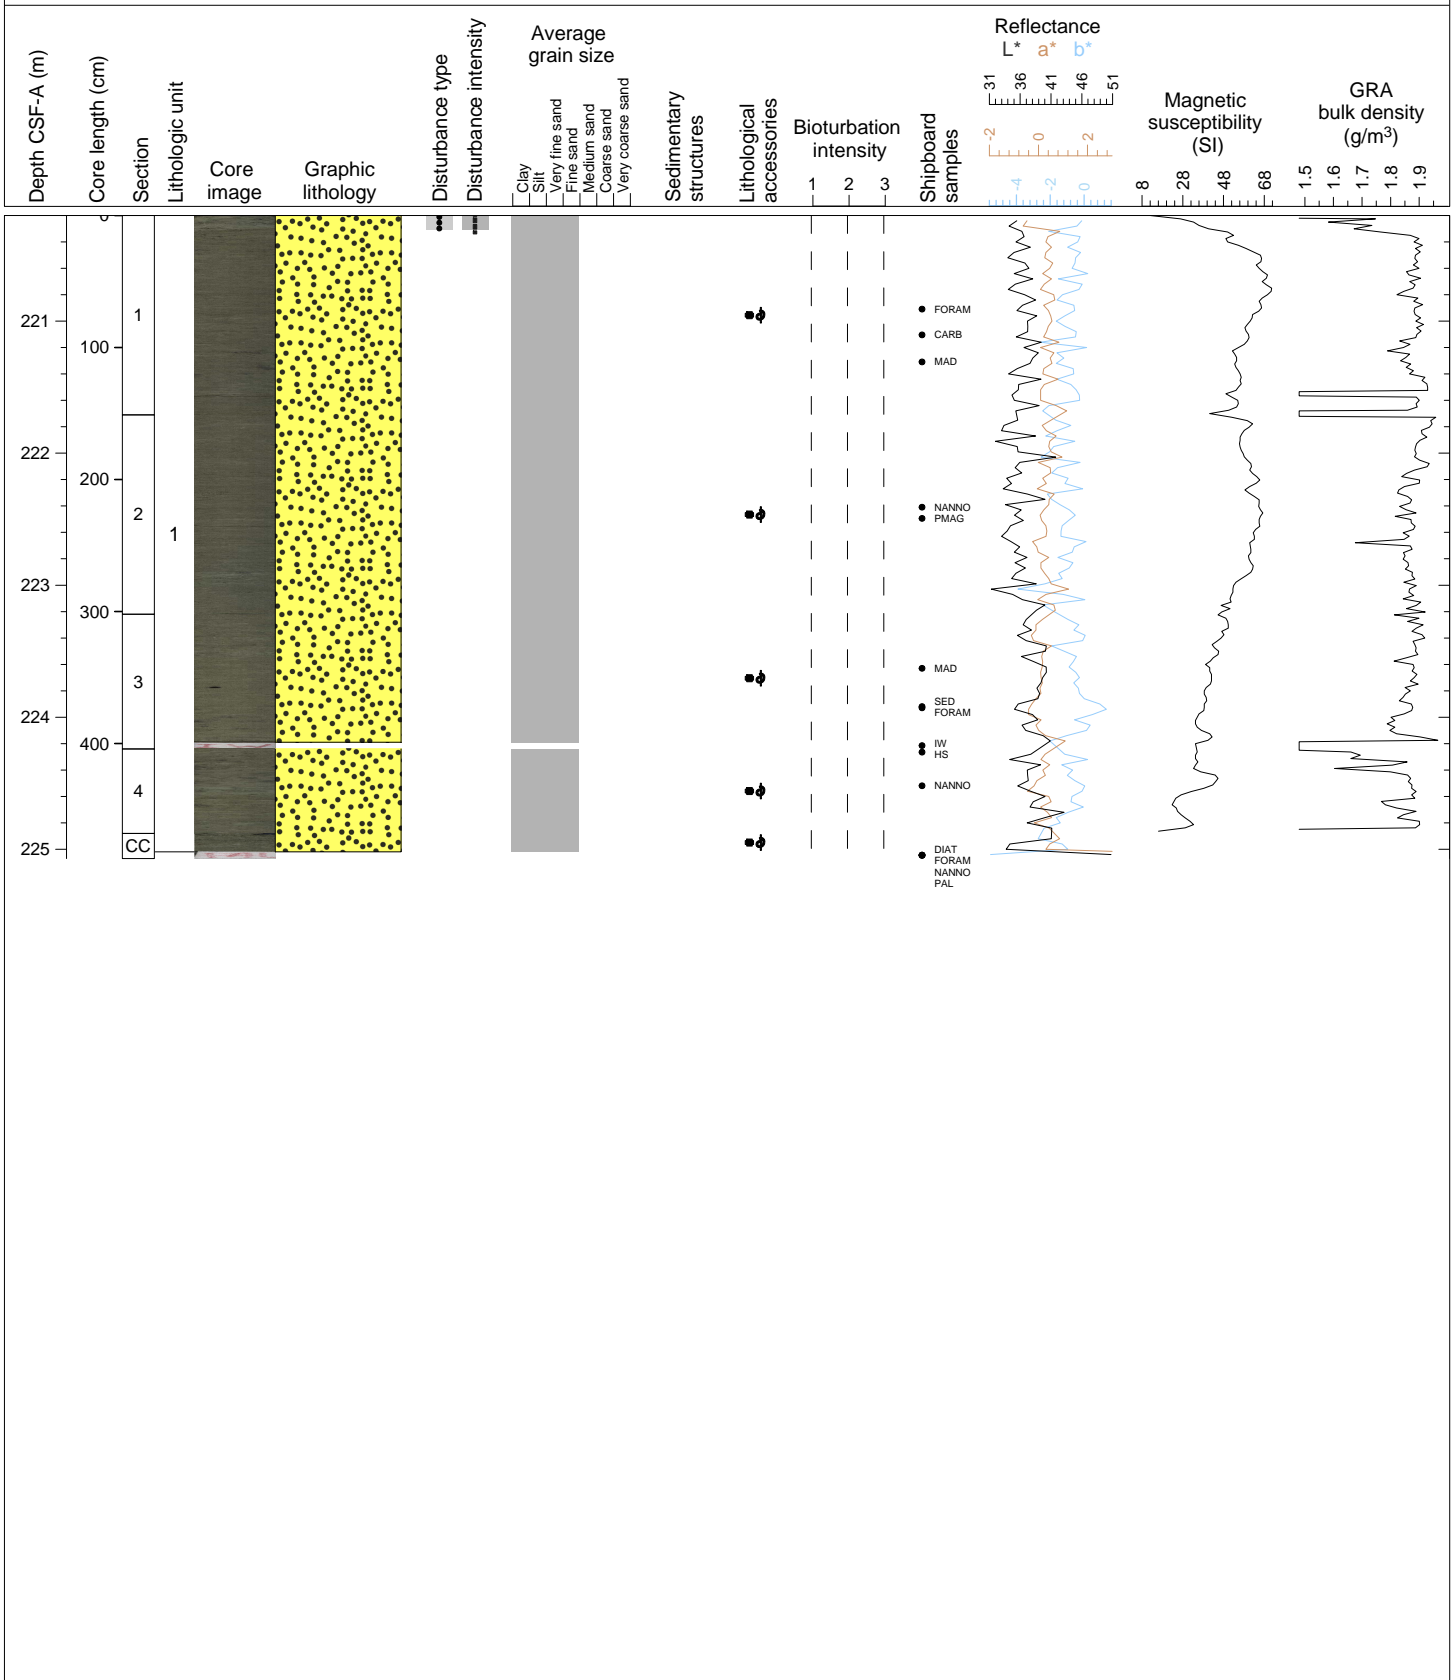 Depth CSF-A (m)
Core length (cm)
Section
Lithologic unit
Core
image
Graphic
lithology
Disturbance type
Disturbance intensity
Average
grain size
Clay
Silt
Very fine sand
Fine sand
Medium sand
Coarse sand
Very coarse sand
Sedimentary
structures
Lithological
accessories
Bioturbation
intensity
1 2 3
Shipboard
samples
Reflectance
L* a* b*
31 36 41 46 51
-2 0 2
-4 -2 0
Magnetic
susceptibility
(SI)
8 28 48 68
GRA
bulk density
(g/m3)
1.5 1.6 1.7 1.8 1.9
0
221
100
222
200
223
300
224
400
225
1
2
3
4
CC
1
FORAM
CARB
MAD
NANNO
PMAG
MAD
SED
FORAM
IW
HS
NANNO
DIAT
FORAM
NANNO
PAL